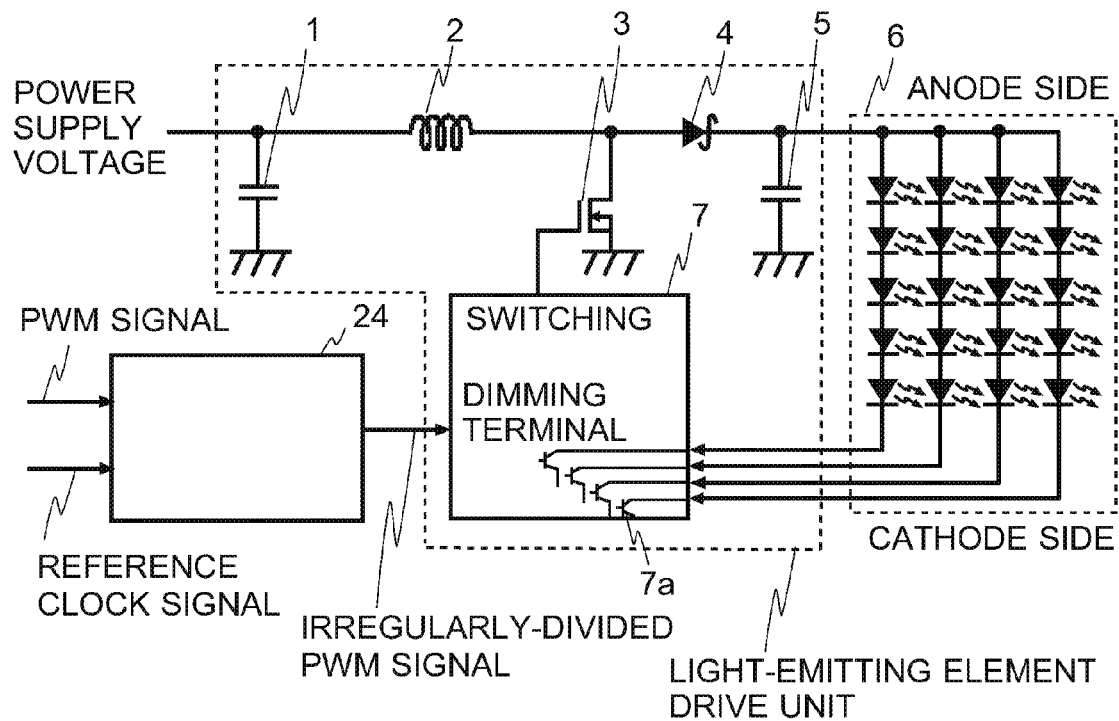 1
2
3
4
5
6
ANODE SIDE
POWER
SUPPLY
VOLTAGE
7
PWM SIGNAL
24
SWITCHING
DIMMING
TERMINAL
CATHODE SIDE
7a
REFERENCE
CLOCK SIGNAL
IRREGULARLY-DIVIDED
PWM SIGNAL
LIGHT-EMITTING ELEMENT
DRIVE UNIT